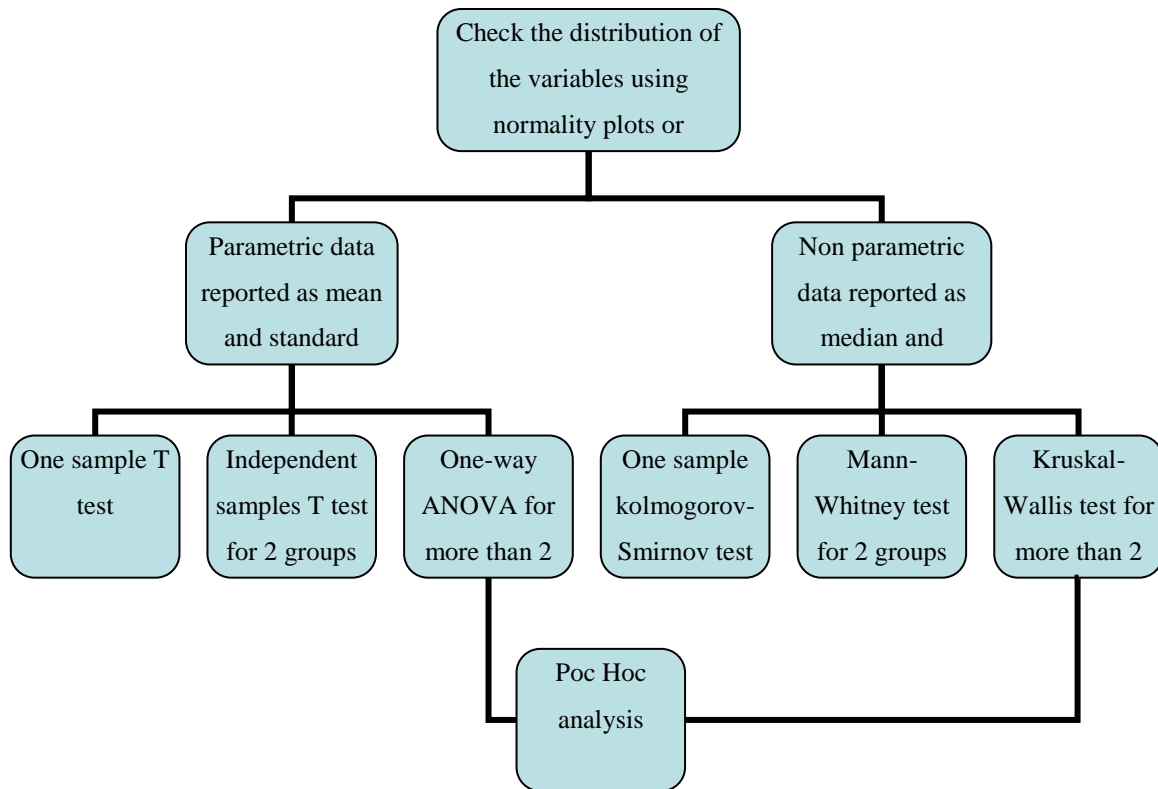 Check the distribution of
the variables using
normality plots or
Parametric data
reported as mean
and standard
Non parametric
data reported as
median and
One sample T
test
Independent
samples T test
for 2 groups
One-way
ANOVA for
more than 2
One sample
kolmogorov-
Smirnov test
Mann-
Whitney test
for 2 groups
Kruskal-
Wallis test for
more than 2
Poc Hoc
analysis